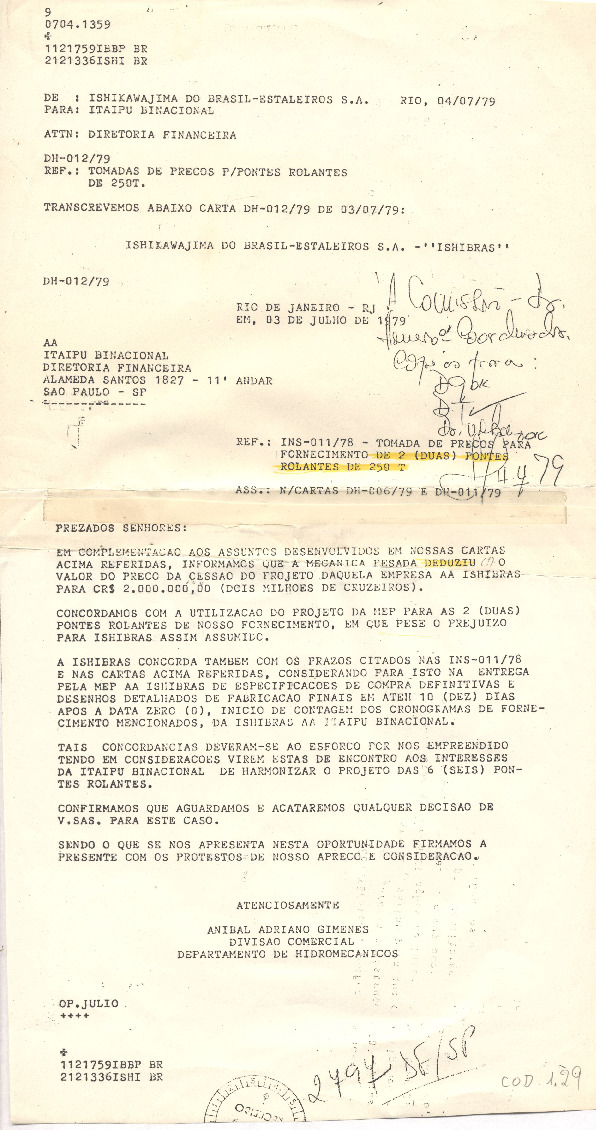 9
0704.1359
+
1121759IBBP BR
2121336ISHI BR
DE : ISHIKAWAJIMA DO BRASIL-ESTALEIROS S.A. RIO, 04/07/79
PARA: ITAIPU BINACIONAL
ATTN: DIRETORIA FINANCEIRA
DH-012/79
REF.: TOMADAS DE PRECOS P/PONTES ROLANTES
DE 250T.
TRANSCREVEMOS ABAIXO CARTA DH-012/79 DE 03/07/79:
ISHIKAWAJIMA DO BRASIL-ESTALEIROS S.A. -''ISHIBRAS''
DH-012/79
RIO DE JANEIRO - RJ
EM, 03 DE JULHO DE 1979
À Comissão - Dr.
Coordenado.
Cópias para:
AA
ITAIPU BINACIONAL
DIRETORIA FINANCEIRA
ALAMEDA SANTOS 1827 - 11' ANDAR
SAO PAULO - SP
---------------
REF.: INS-011/78 - TOMADA DE PRECOS PARA
FORNECIMENTO DE 2 (DUAS) PONTES
ROLANTES DE 250 T
4/7/79
ASS.: N/CARTAS DH-006/79 E DH-011/79
PREZADOS SENHORES:
EM COMPLEMENTACAO AOS ASSUNTOS DESENVOLVIDOS EM NOSSAS CARTAS
ACIMA REFERIDAS, INFORMAMOS QUE A MECANICA PESADA DEDUZIU O
VALOR DO PRECO DA CESSAO DO PROJETO DAQUELA EMPRESA AA ISHIBRAS
PARA CR$ 2.000.000,00 (DOIS MILHOES DE CRUZEIROS).
CONCORDAMOS COM A UTILIZACAO DO PROJETO DA MEP PARA AS 2 (DUAS)
PONTES ROLANTES DE NOSSO FORNECIMENTO, EM QUE PESE O PREJUIZO
PARA ISHIBRAS ASSIM ASSUMIDO.
A ISHIBRAS CONCORDA TAMBEM COM OS PRAZOS CITADOS NAS INS-011/78
E NAS CARTAS ACIMA REFERIDAS, CONSIDERANDO PARA ISTO NA ENTREGA
PELA MEP AA ISHIBRAS DE ESPECIFICACOES DE COMPRA DEFINITIVAS E
DESENHOS DETALHADOS DE FABRICACAO FINAIS EM ATEH 10 (DEZ) DIAS
APOS A DATA ZERO (0), INICIO DE CONTAGEM DOS CRONOGRAMAS DE FORNE-
CIMENTO MENCIONADOS, DA ISHIBRAS AA ITAIPU BINACIONAL.
TAIS CONCORDANCIAS DEVERAM-SE AO ESFORCO POR NOS EMPREENDIDO
TENDO EM CONSIDERACOES VIREM ESTAS DE ENCONTRO AOS INTERESSES
DA ITAIPU BINACIONAL DE HARMONIZAR O PROJETO DAS 6 (SEIS) PON-
TES ROLANTES.
CONFIRMAMOS QUE AGUARDAMOS E ACATAREMOS QUALQUER DECISAO DE
V.SAS. PARA ESTE CASO.
SENDO O QUE SE NOS APRESENTA NESTA OPORTUNIDADE FIRMAMOS A
PRESENTE COM OS PROTESTOS DE NOSSO APRECO E CONSIDERACAO.
ATENCIOSAMENTE
ANIBAL ADRIANO GIMENES
DIVISAO COMERCIAL
DEPARTAMENTO DE HIDROMECANICOS
OP.JULIO
++++
+
1121759IBBP BR
2121336ISHI BR
2797 DF/SP
COD 1.29